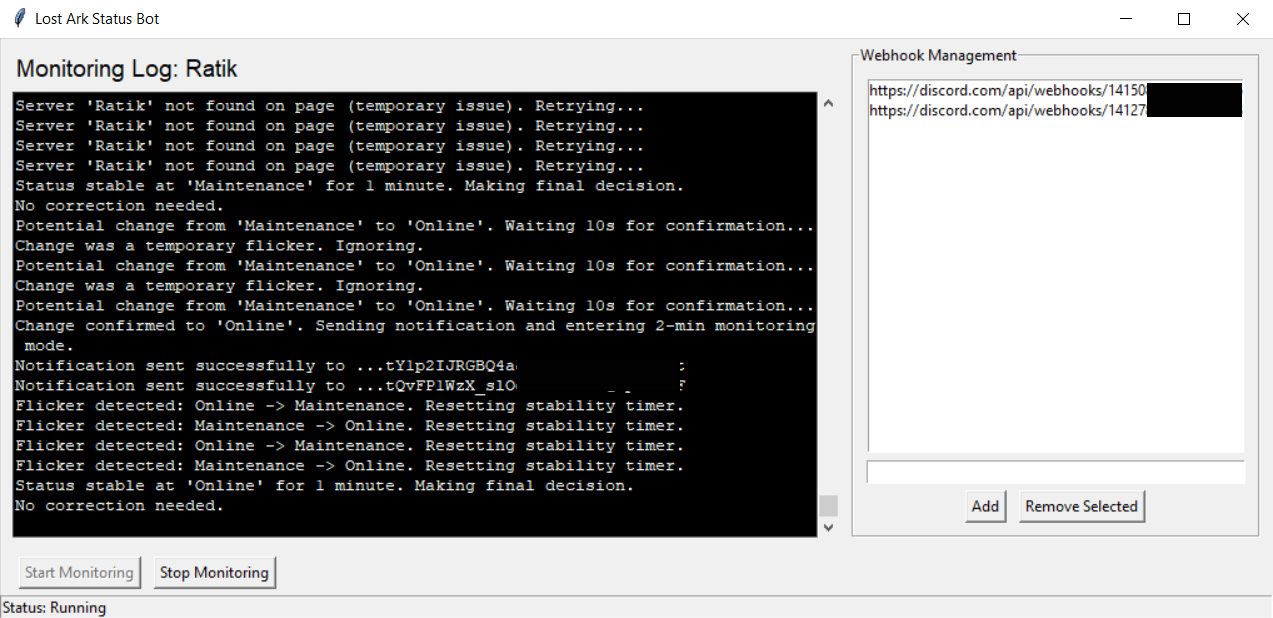 Lost Ark Status Bot
Monitoring Log: Ratik
Server 'Ratik' not found on page (temporary issue). Retrying...
Server 'Ratik' not found on page (temporary issue). Retrying...
Server 'Ratik' not found on page (temporary issue). Retrying...
Server 'Ratik' not found on page (temporary issue). Retrying...
Status stable at 'Maintenance' for 1 minute. Making final decision.
No correction needed.
Potential change from 'Maintenance' to 'Online'. Waiting 10s for confirmation...
Change was a temporary flicker. Ignoring.
Potential change from 'Maintenance' to 'Online'. Waiting 10s for confirmation...
Change was a temporary flicker. Ignoring.
Potential change from 'Maintenance' to 'Online'. Waiting 10s for confirmation...
Change confirmed to 'Online'. Sending notification and entering 2-min monitoring
mode.
Notification sent successfully to ...tYlp2IJRGBQ4a
Notification sent successfully to ...tQvFPlWzX_slO
Flicker detected: Online -> Maintenance. Resetting stability timer.
Flicker detected: Maintenance -> Online. Resetting stability timer.
Flicker detected: Online -> Maintenance. Resetting stability timer.
Flicker detected: Maintenance -> Online. Resetting stability timer.
Status stable at 'Online' for 1 minute. Making final decision.
No correction needed.
Start Monitoring
Stop Monitoring
Status: Running
Webhook Management
https://discord.com/api/webhooks/14150
https://discord.com/api/webhooks/14127
Add
Remove Selected